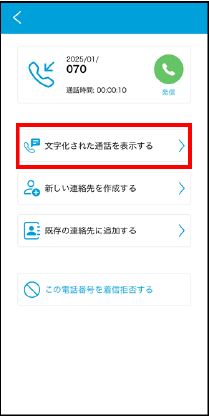 2025/01/
070
通話時間: 00:00:10
発信
文字化された通話を表示する
新しい連絡先を作成する
既存の連絡先に追加する
この電話番号を着信拒否する